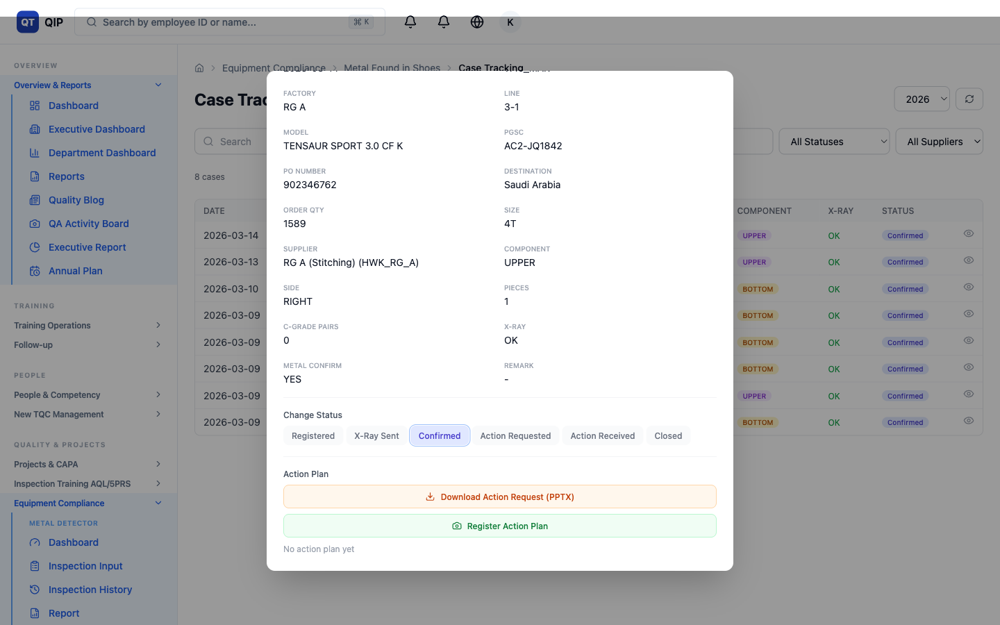 QT QIP
Search by employee ID or name...
⌘ K
K
OVERVIEW
Overview & Reports
Dashboard
Executive Dashboard
Department Dashboard
Reports
Quality Blog
QA Activity Board
Executive Report
Annual Plan
TRAINING
Training Operations
Follow-up
PEOPLE
People & Competency
New TQC Management
QUALITY & PROJECTS
Projects & CAPA
Inspection Training AQL/5PRS
Equipment Compliance
METAL DETECTOR
Dashboard
Inspection Input
Inspection History
Report
Equipment Compliance
Metal Found in Shoes
Case Tracking
2026
Search
All Statuses
All Suppliers
8 cases
DATE
COMPONENT
X-RAY
STATUS
2026-03-14
UPPER
OK
Confirmed
2026-03-13
UPPER
OK
Confirmed
2026-03-10
BOTTOM
OK
Confirmed
2026-03-09
BOTTOM
OK
Confirmed
2026-03-09
BOTTOM
OK
Confirmed
2026-03-09
BOTTOM
OK
Confirmed
2026-03-09
UPPER
OK
Confirmed
2026-03-09
BOTTOM
OK
Confirmed
FACTORY
RG A
LINE
3-1
MODEL
TENSAUR SPORT 3.0 CF K
PGSC
AC2-JQ1842
PO NUMBER
902346762
DESTINATION
Saudi Arabia
ORDER QTY
1589
SIZE
4T
SUPPLIER
RG A (Stitching) (HWK_RG_A)
COMPONENT
UPPER
SIDE
RIGHT
PIECES
1
C-GRADE PAIRS
0
X-RAY
OK
METAL CONFIRM
YES
REMARK
-
Change Status
Registered
X-Ray Sent
Confirmed
Action Requested
Action Received
Closed
Action Plan
Download Action Request (PPTX)
Register Action Plan
No action plan yet